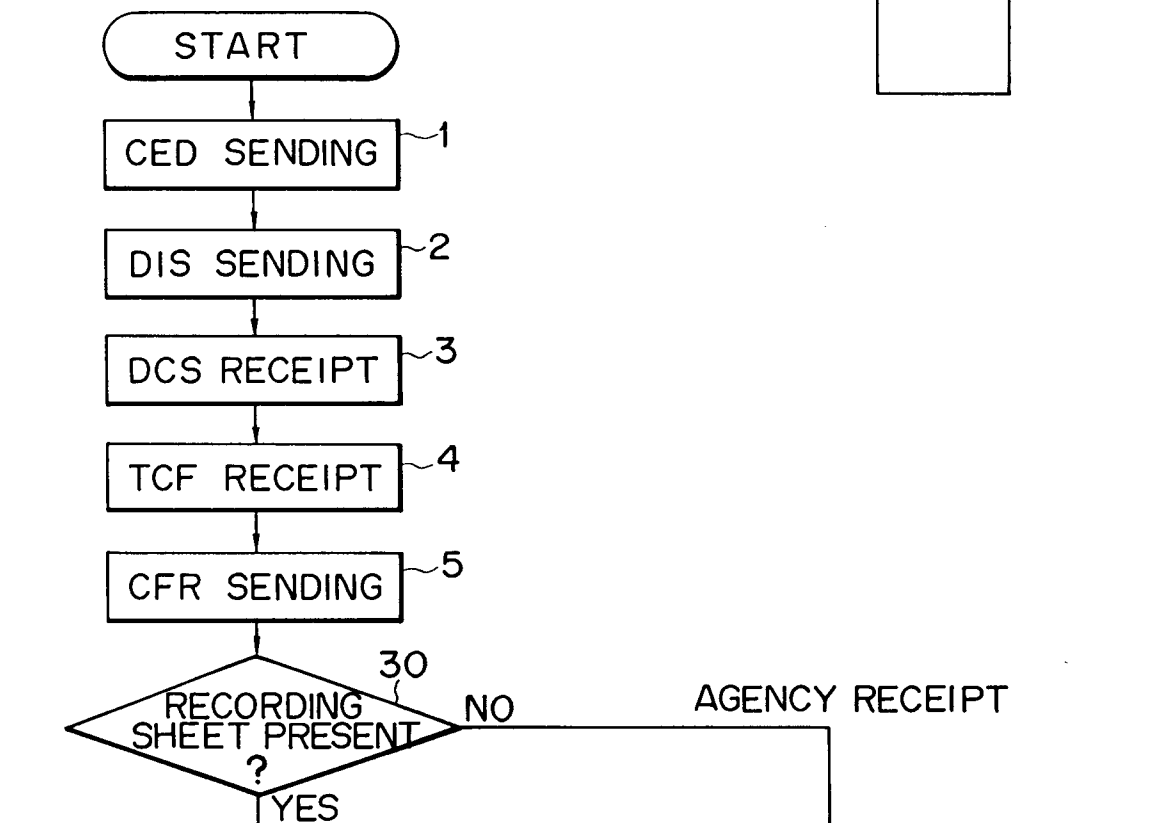 START
CED SENDING
1
DIS SENDING
2
DCS RECEIPT
3
TCF RECEIPT
4
CFR SENDING
5
30
RECORDING
SHEET PRESENT
?
NO
AGENCY RECEIPT
YES